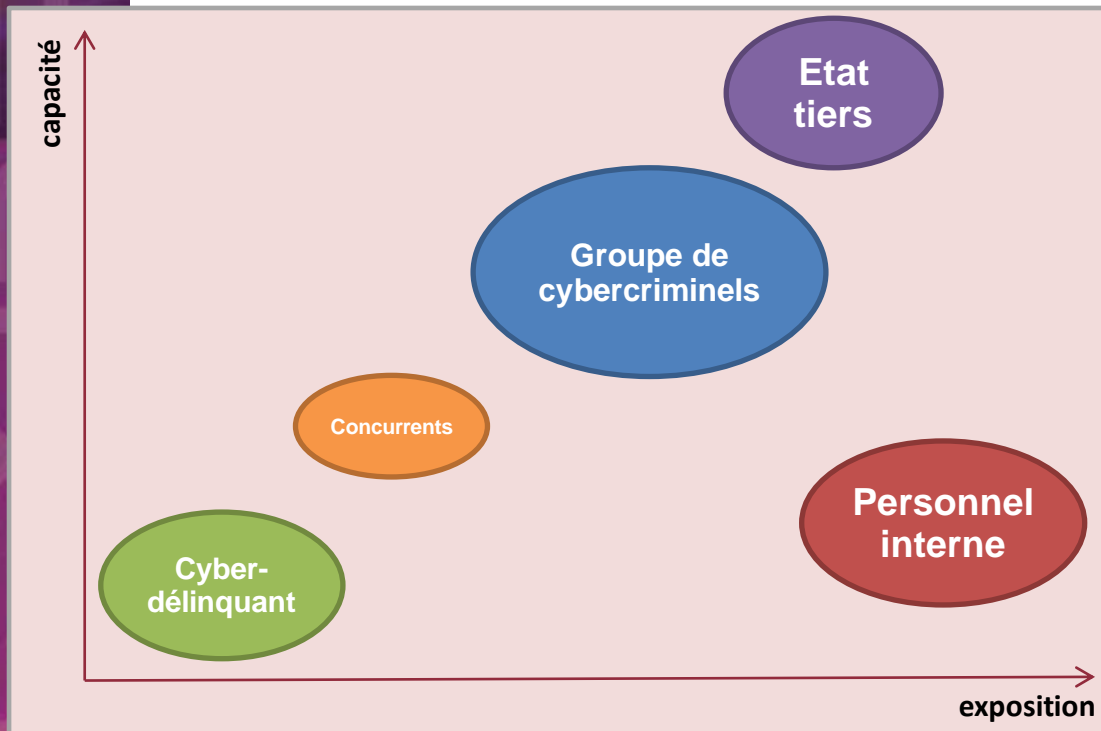 capacité
Etat
tiers
Groupe de
cybercriminels
Concurrents
Personnel
interne
Cyber-
délinquant
exposition